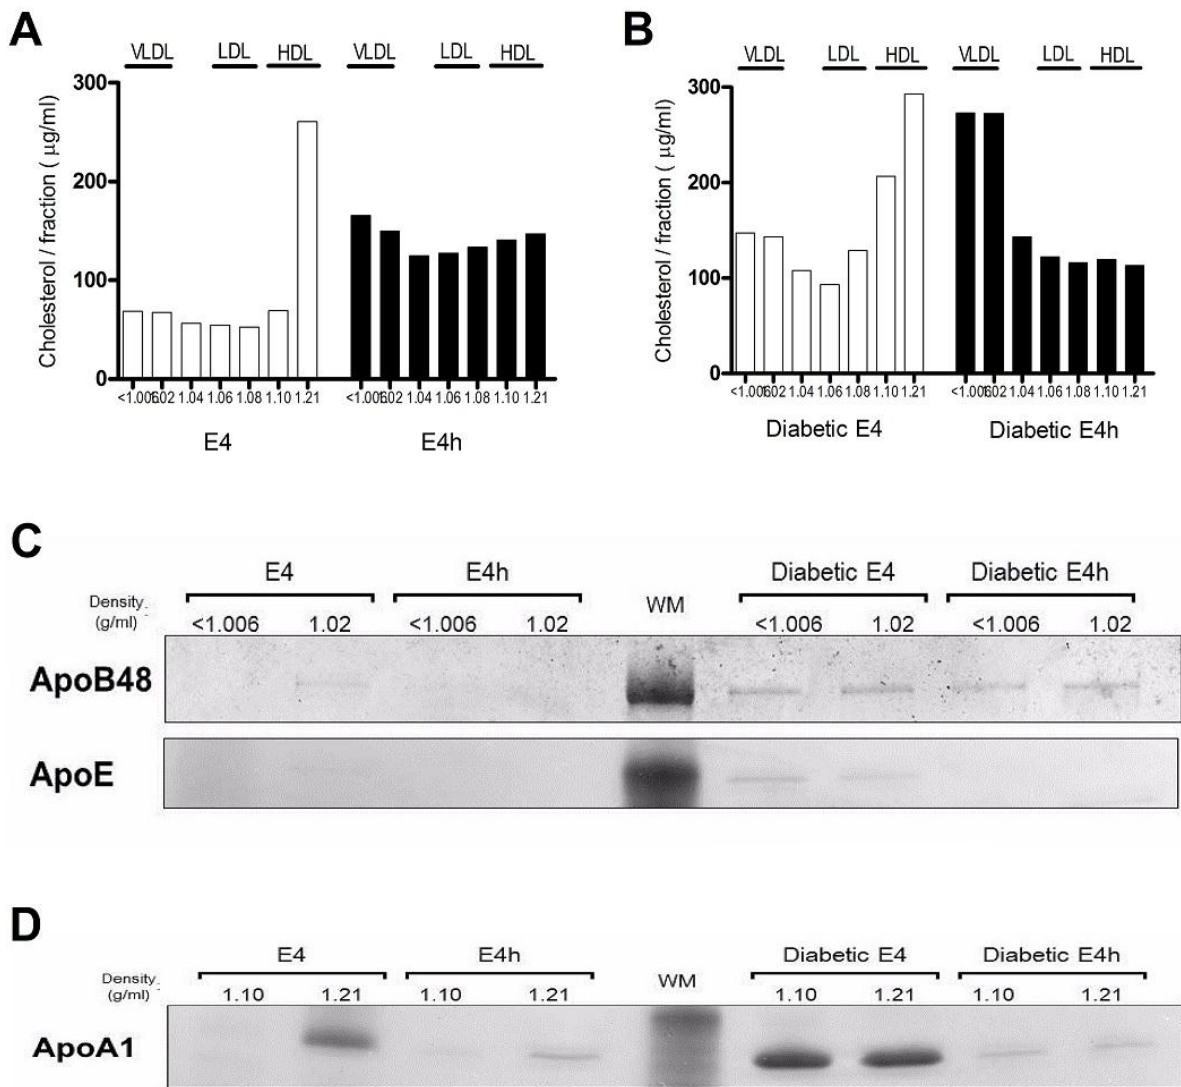 A
VLDL LDL HDL VLDL LDL HDL
Cholesterol / fraction ( μg/ml)
300
200
100
0
<1.006 1.02 1.04 1.06 1.08 1.10 1.21 <1.006 1.02 1.04 1.06 1.08 1.10 1.21
E4 E4h
B
VLDL LDL HDL VLDL LDL HDL
Cholesterol / fraction ( μg/ml)
300
200
100
0
<1.006 1.02 1.04 1.06 1.08 1.10 1.21 <1.006 1.02 1.04 1.06 1.08 1.10 1.21
Diabetic E4 Diabetic E4h
C
E4 E4h WM Diabetic E4 Diabetic E4h
Density
(g/ml)
<1.006 1.02 <1.006 1.02 <1.006 1.02 <1.006 1.02
ApoB48
ApoE
D
E4 E4h WM Diabetic E4 Diabetic E4h
Density
(g/ml)
1.10 1.21 1.10 1.21 1.10 1.21 1.10 1.21
ApoA1